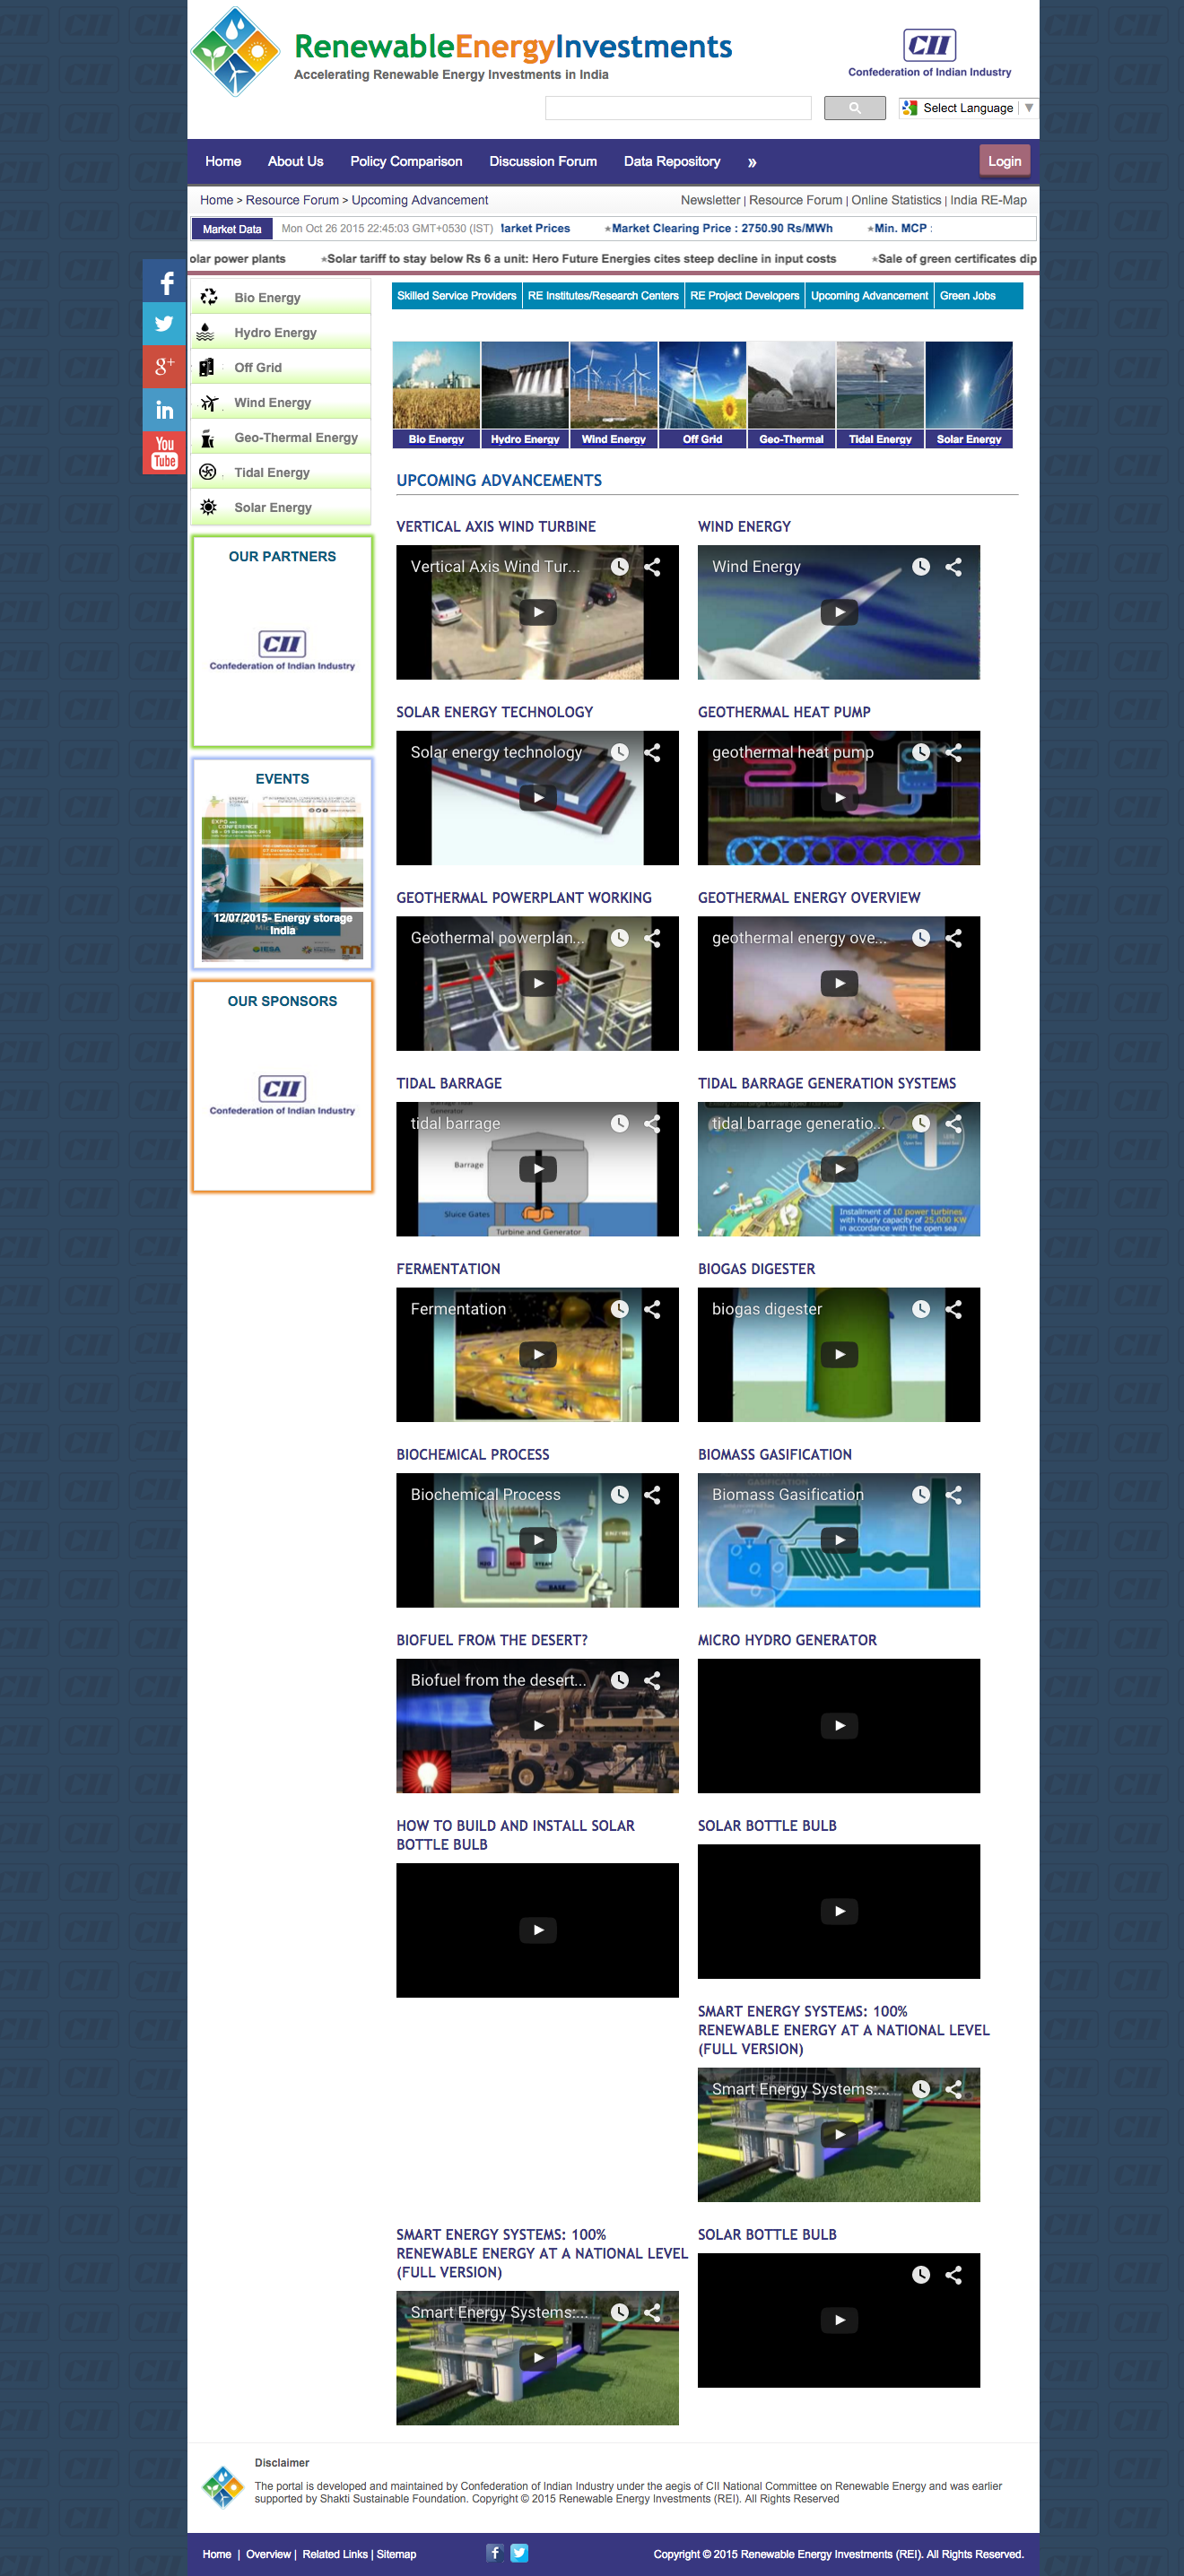 RenewableEnergyInvestments
Accelerating Renewable Energy Investments in India
CII
Confederation of Indian Industry
Select Language ▼
Home About Us Policy Comparison Discussion Forum Data Repository » Login
Home > Resource Forum > Upcoming Advancement
Newsletter | Resource Forum | Online Statistics | India RE-Map
Market Data Mon Oct 26 2015 22:45:03 GMT+0530 (IST) Market Prices ★Market Clearing Price : 2750.90 Rs/MWh ★Min. MCP :
olar power plants ★Solar tariff to stay below Rs 6 a unit: Hero Future Energies cites steep decline in input costs ★Sale of green certificates dip
Bio Energy
Hydro Energy
Off Grid
Wind Energy
Geo-Thermal Energy
Tidal Energy
Solar Energy
f
g+
in
You
Tube
OUR PARTNERS
CII
Confederation of Indian Industry
EVENTS
EXPO AND
CONFERENCE
12/07/2015- Energy storage
India
IESA
OUR SPONSORS
CII
Confederation of Indian Industry
Skilled Service Providers RE Institutes/Research Centers RE Project Developers Upcoming Advancement Green Jobs
Bio Energy Hydro Energy Wind Energy Off Grid Geo-Thermal Tidal Energy Solar Energy
UPCOMING ADVANCEMENTS
VERTICAL AXIS WIND TURBINE
Vertical Axis Wind Tur...
WIND ENERGY
Wind Energy
SOLAR ENERGY TECHNOLOGY
Solar energy technology
GEOTHERMAL HEAT PUMP
geothermal heat pump
GEOTHERMAL POWERPLANT WORKING
Geothermal powerplan...
GEOTHERMAL ENERGY OVERVIEW
geothermal energy ove...
TIDAL BARRAGE
Generator
tidal barrage
Barrage
Sluice Gates
Turbine and Generator
TIDAL BARRAGE GENERATION SYSTEMS
tidal barrage generatio...
Installment of 10 power turbines
with hourly capacity of 25,000 KW
in accordance with the open sea
FERMENTATION
Fermentation
BIOGAS DIGESTER
biogas digester
BIOCHEMICAL PROCESS
Biochemical Process
STEAM
BASE
BIOMASS GASIFICATION
GASIFICATION
Biomass Gasification
BIOFUEL FROM THE DESERT?
Biofuel from the desert...
MICRO HYDRO GENERATOR
HOW TO BUILD AND INSTALL SOLAR
BOTTLE BULB
SOLAR BOTTLE BULB
SMART ENERGY SYSTEMS: 100%
RENEWABLE ENERGY AT A NATIONAL LEVEL
(FULL VERSION)
Smart Energy Systems:...
SMART ENERGY SYSTEMS: 100%
RENEWABLE ENERGY AT A NATIONAL LEVEL
(FULL VERSION)
Smart Energy Systems:...
SOLAR BOTTLE BULB
Disclaimer
The portal is developed and maintained by Confederation of Indian Industry under the aegis of CII National Committee on Renewable Energy and was earlier
supported by Shakti Sustainable Foundation. Copyright © 2015 Renewable Energy Investments (REI). All Rights Reserved
Home | Overview | Related Links | Sitemap
f
Copyright © 2015 Renewable Energy Investments (REI). All Rights Reserved.